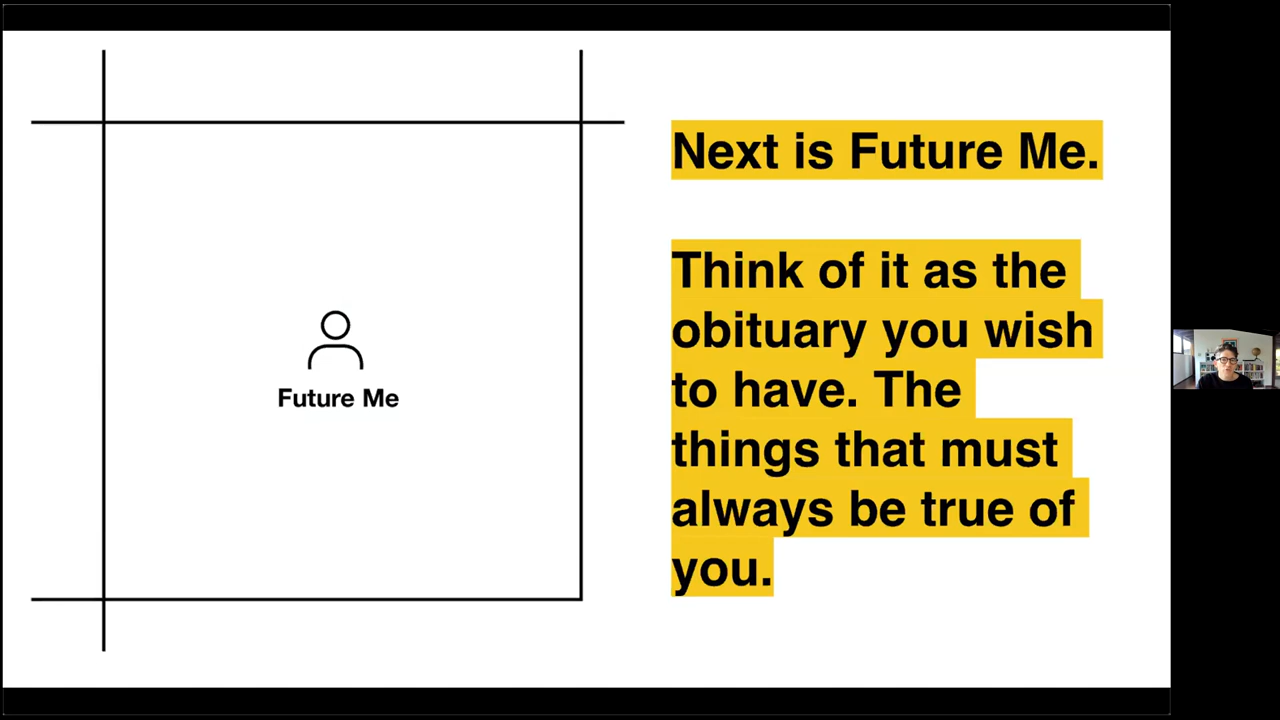 Next is Future Me.
Think of it as the
obituary you wish
to have. The
things that must
always be true of
you.
Future Me